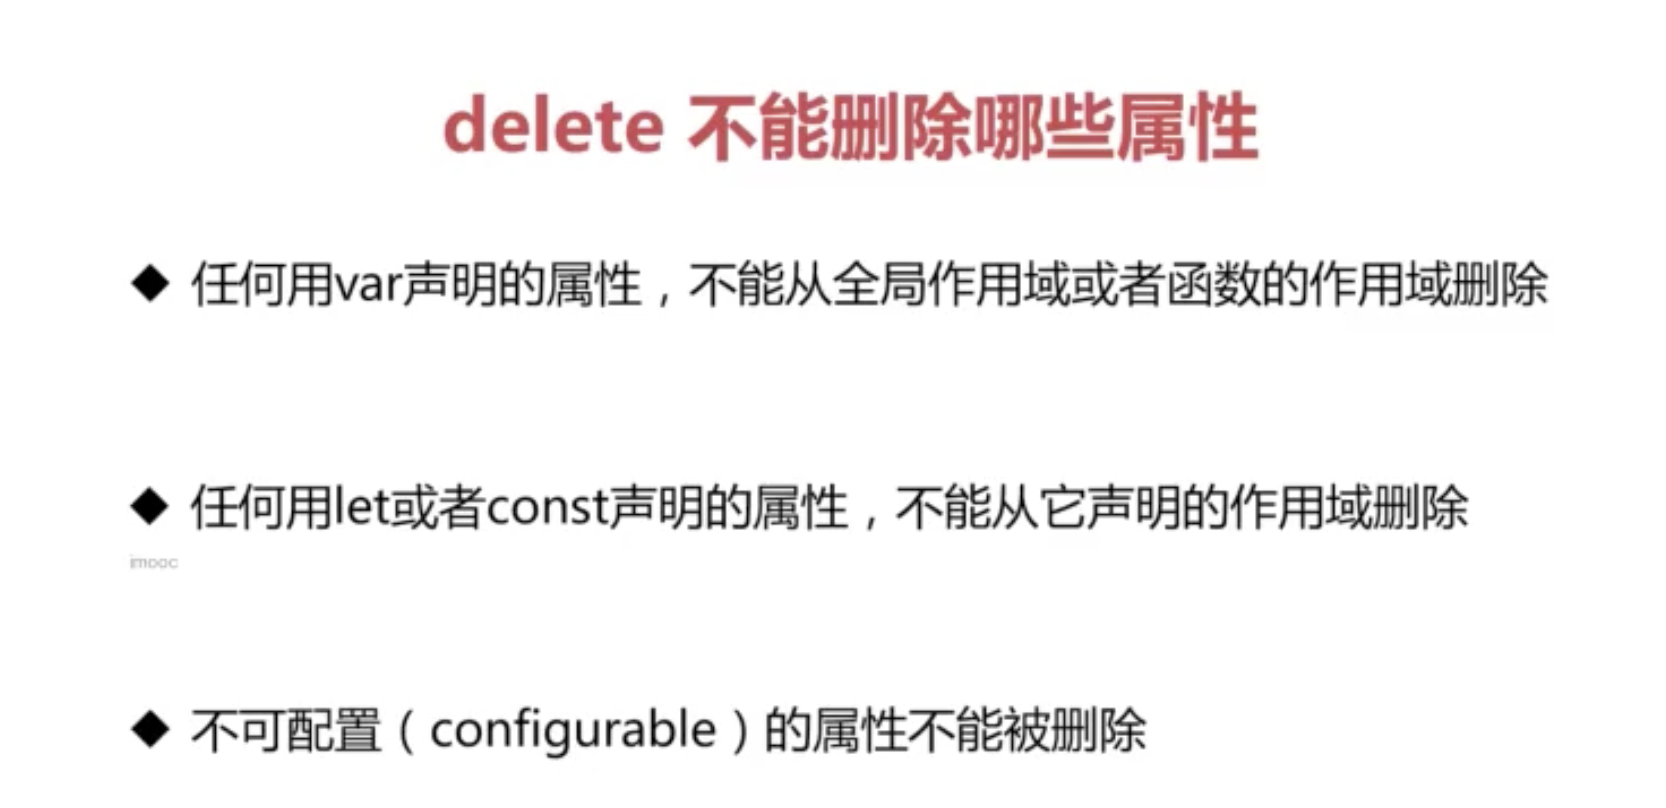 delete 不能删除哪些属性
◆ 任何用var声明的属性，不能从全局作用域或者函数的作用域删除
◆ 任何用let或者const声明的属性，不能从它声明的作用域删除
imooc
◆ 不可配置（configurable）的属性不能被删除